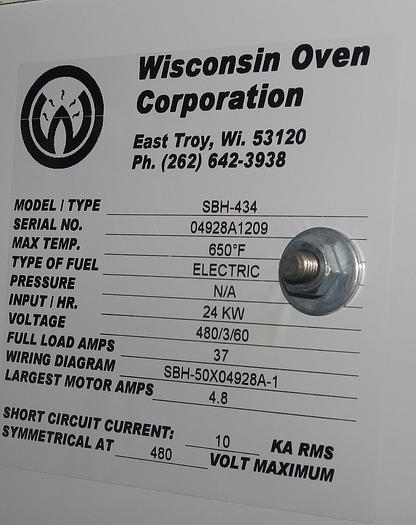 Wisconsin Oven
Corporation
East Troy, Wi. 53120
Ph. (262) 642-3938
MODEL / TYPE SBH-434
SERIAL NO. 04928A1209
MAX TEMP. 650°F
TYPE OF FUEL ELECTRIC
PRESSURE N/A
INPUT / HR. 24 KW
VOLTAGE 480/3/60
FULL LOAD AMPS 37
WIRING DIAGRAM SBH-50X04928A-1
LARGEST MOTOR AMPS 4.8
SHORT CIRCUIT CURRENT: 10 KA RMS
SYMMETRICAL AT 480 VOLT MAXIMUM